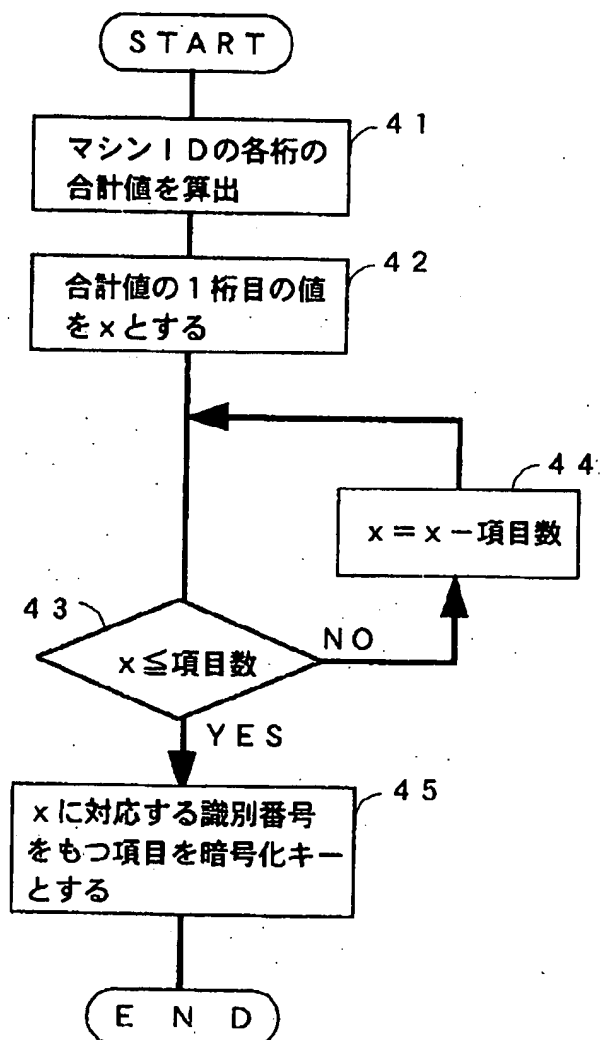 START
41
マシンIDの各桁の
合計値を算出
42
合計値の1桁目の値
をxとする
44
x=x-項目数
43
x≦項目数
NO
YES
45
xに対応する識別番号
をもつ項目を暗号化キー
とする
END